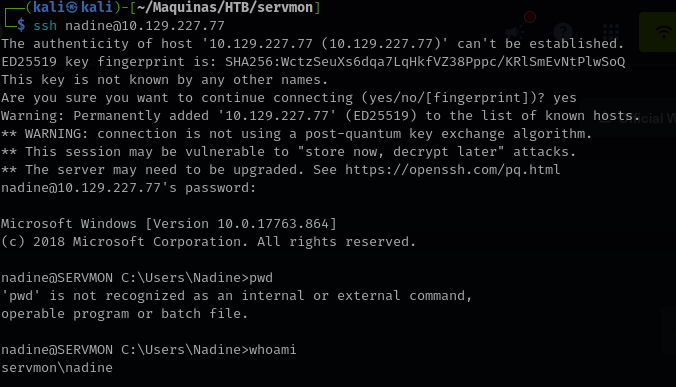 ┌──(kali㉿kali)-[~/Maquinas/HTB/servmon]
└─$ ssh nadine@10.129.227.77
The authenticity of host '10.129.227.77 (10.129.227.77)' can't be established.
ED25519 key fingerprint is: SHA256:WctzSeuXs6dqa7LqHkfVZ38Pppc/KRlSmEvNtPlwSoQ
This key is not known by any other names.
Are you sure you want to continue connecting (yes/no/[fingerprint])? yes
Warning: Permanently added '10.129.227.77' (ED25519) to the list of known hosts.
** WARNING: connection is not using a post-quantum key exchange algorithm.
** This session may be vulnerable to "store now, decrypt later" attacks.
** The server may need to be upgraded. See https://openssh.com/pq.html
nadine@10.129.227.77's password:
Microsoft Windows [Version 10.0.17763.864]
(c) 2018 Microsoft Corporation. All rights reserved.
nadine@SERVMON C:\Users\Nadine>pwd
'pwd' is not recognized as an internal or external command,
operable program or batch file.
nadine@SERVMON C:\Users\Nadine>whoami
servmon\nadine